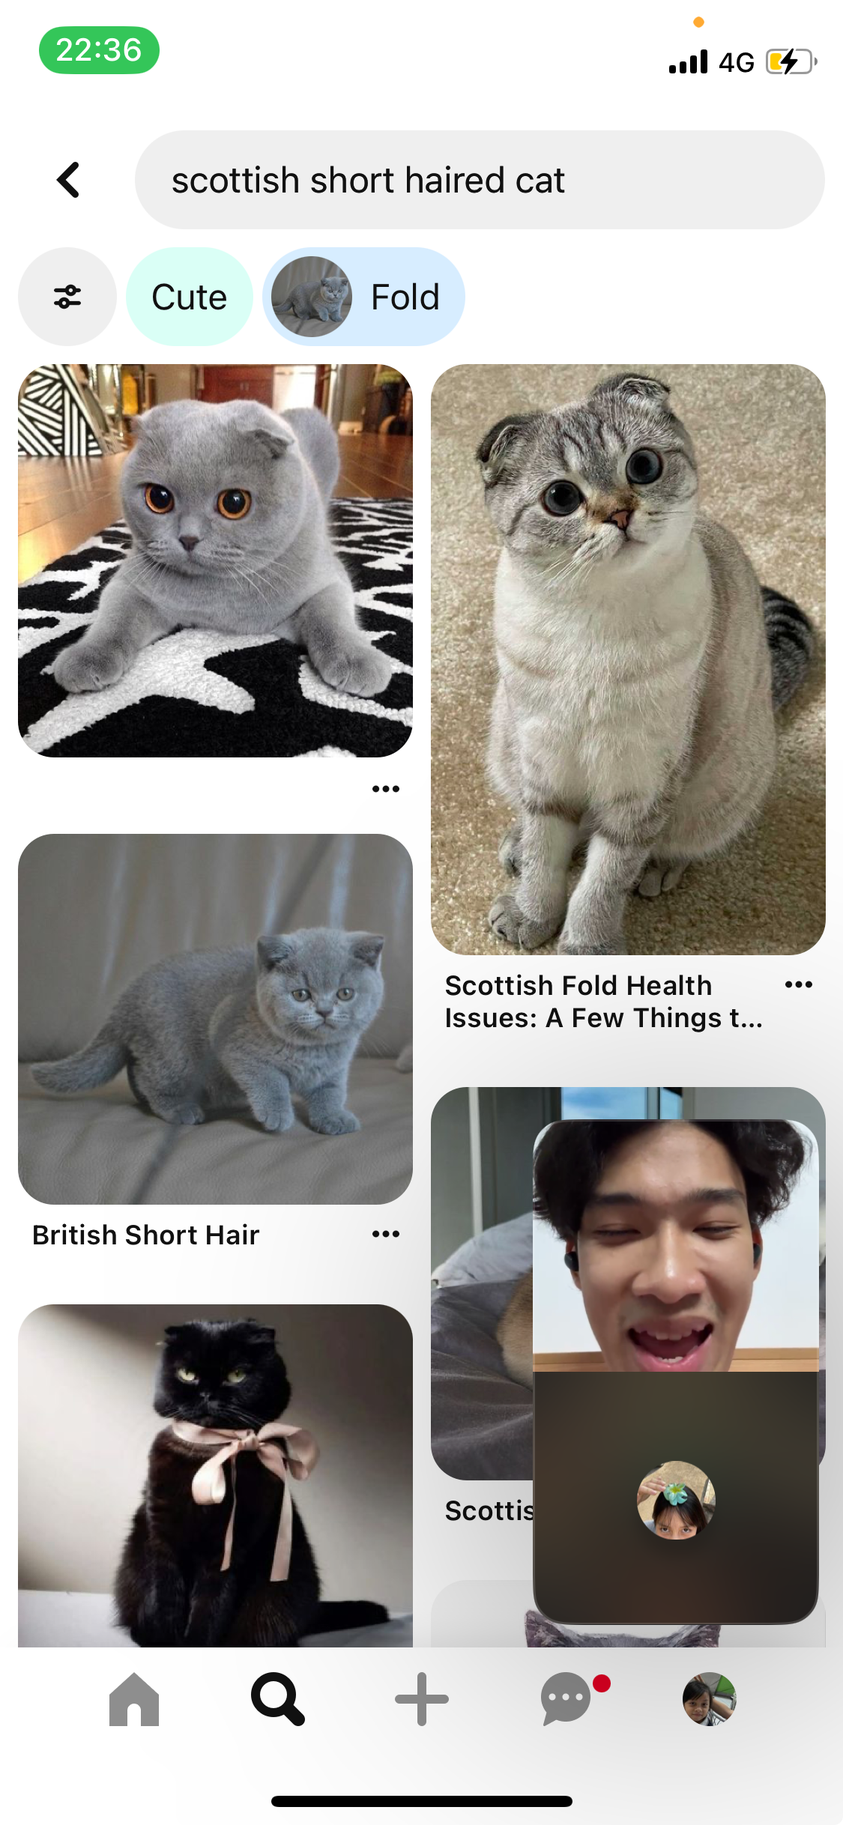 22:36
4G
scottish short haired cat
Cute
Fold
Scottish Fold Health
Issues: A Few Things t...
British Short Hair
Scottis